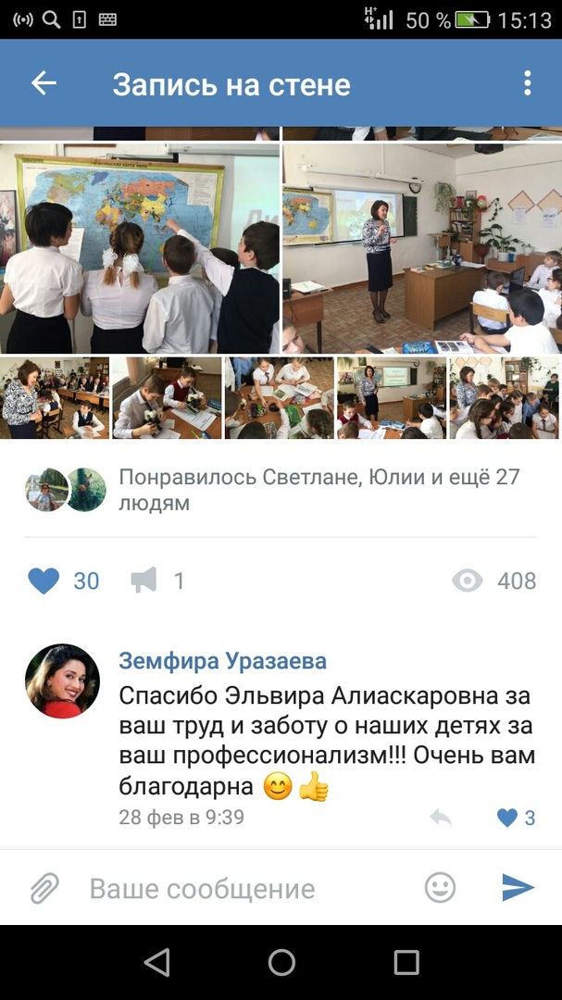 50 % 15:13
Запись на стене
Понравилось Светлане, Юлии и ещё 27
людям
30 1 408
Земфира Уразаева
Спасибо Эльвира Алиаскаровна за
ваш труд и заботу о наших детях за
ваш профессионализм!!! Очень вам
благодарна 😊👍
28 фев в 9:39 3
Ваше сообщение